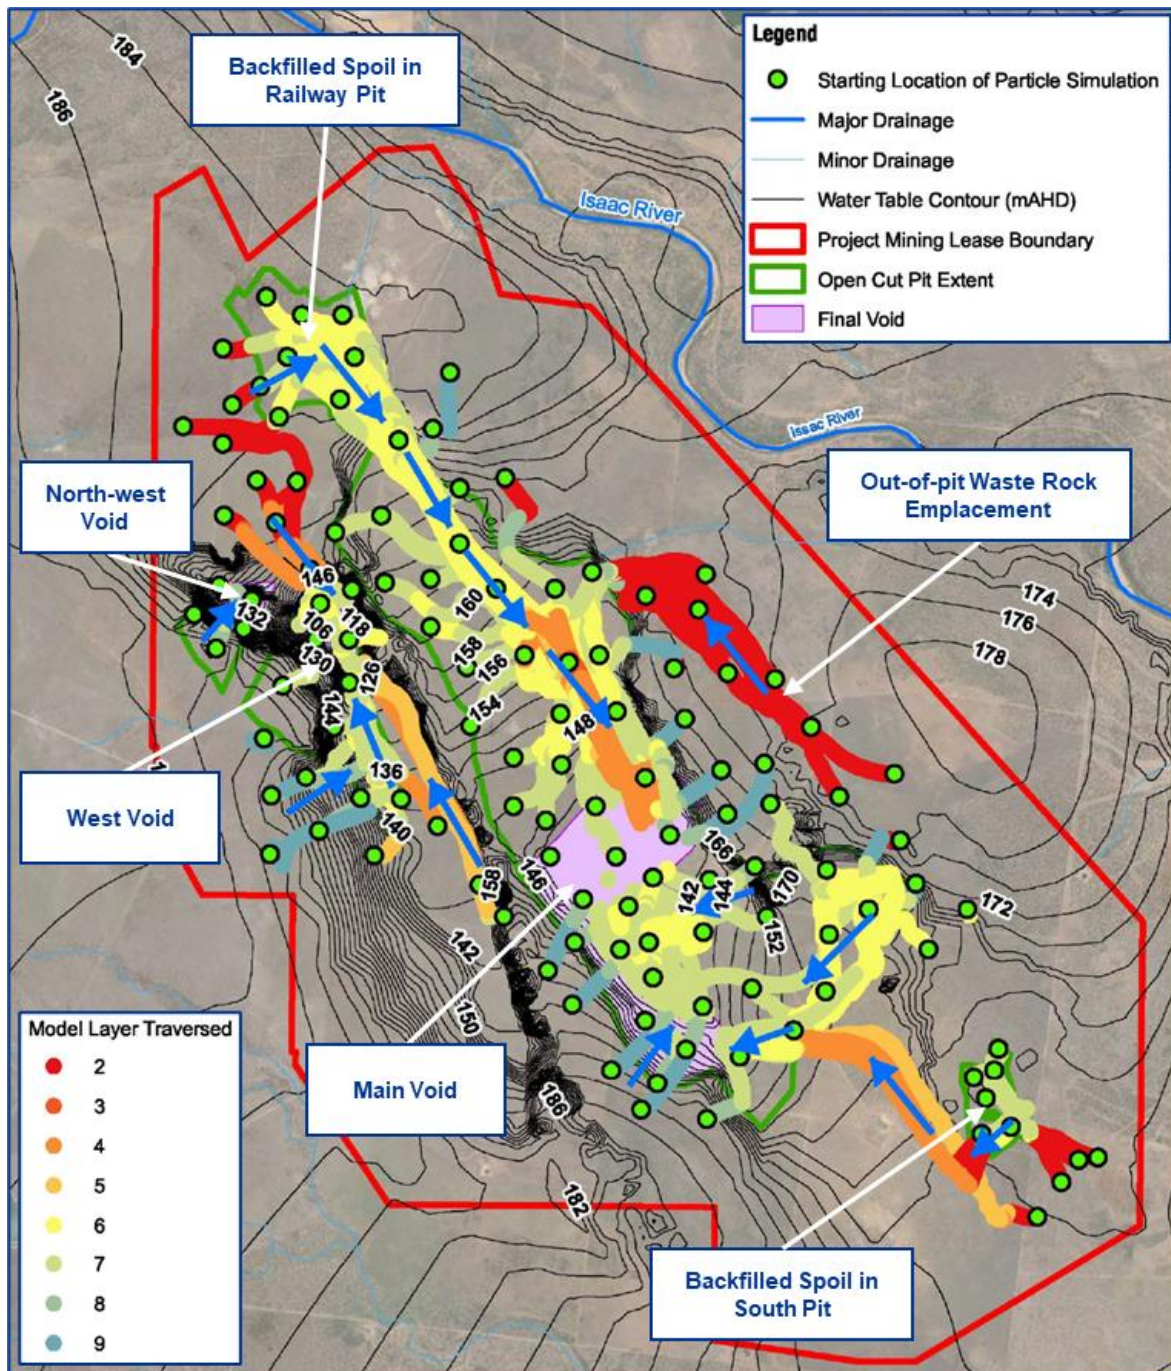 184
186
Backfilled Spoil in
Railway Pit
Legend
Starting Location of Particle Simulation
Major Drainage
Minor Drainage
Water Table Contour (mAHD)
Project Mining Lease Boundary
Open Cut Pit Extent
Final Void
Isaac River
Issac River
North-west
Void
Out-of-pit Waste Rock
Emplacement
146
132
106
118
130
126
144
136
140
160
158
156
154
148
174
176
178
West Void
158
146
166
142
144
170
152
172
142
150
Model Layer Traversed
2
3
4
5
6
7
8
9
Main Void
186
182
Backfilled Spoil in
South Pit